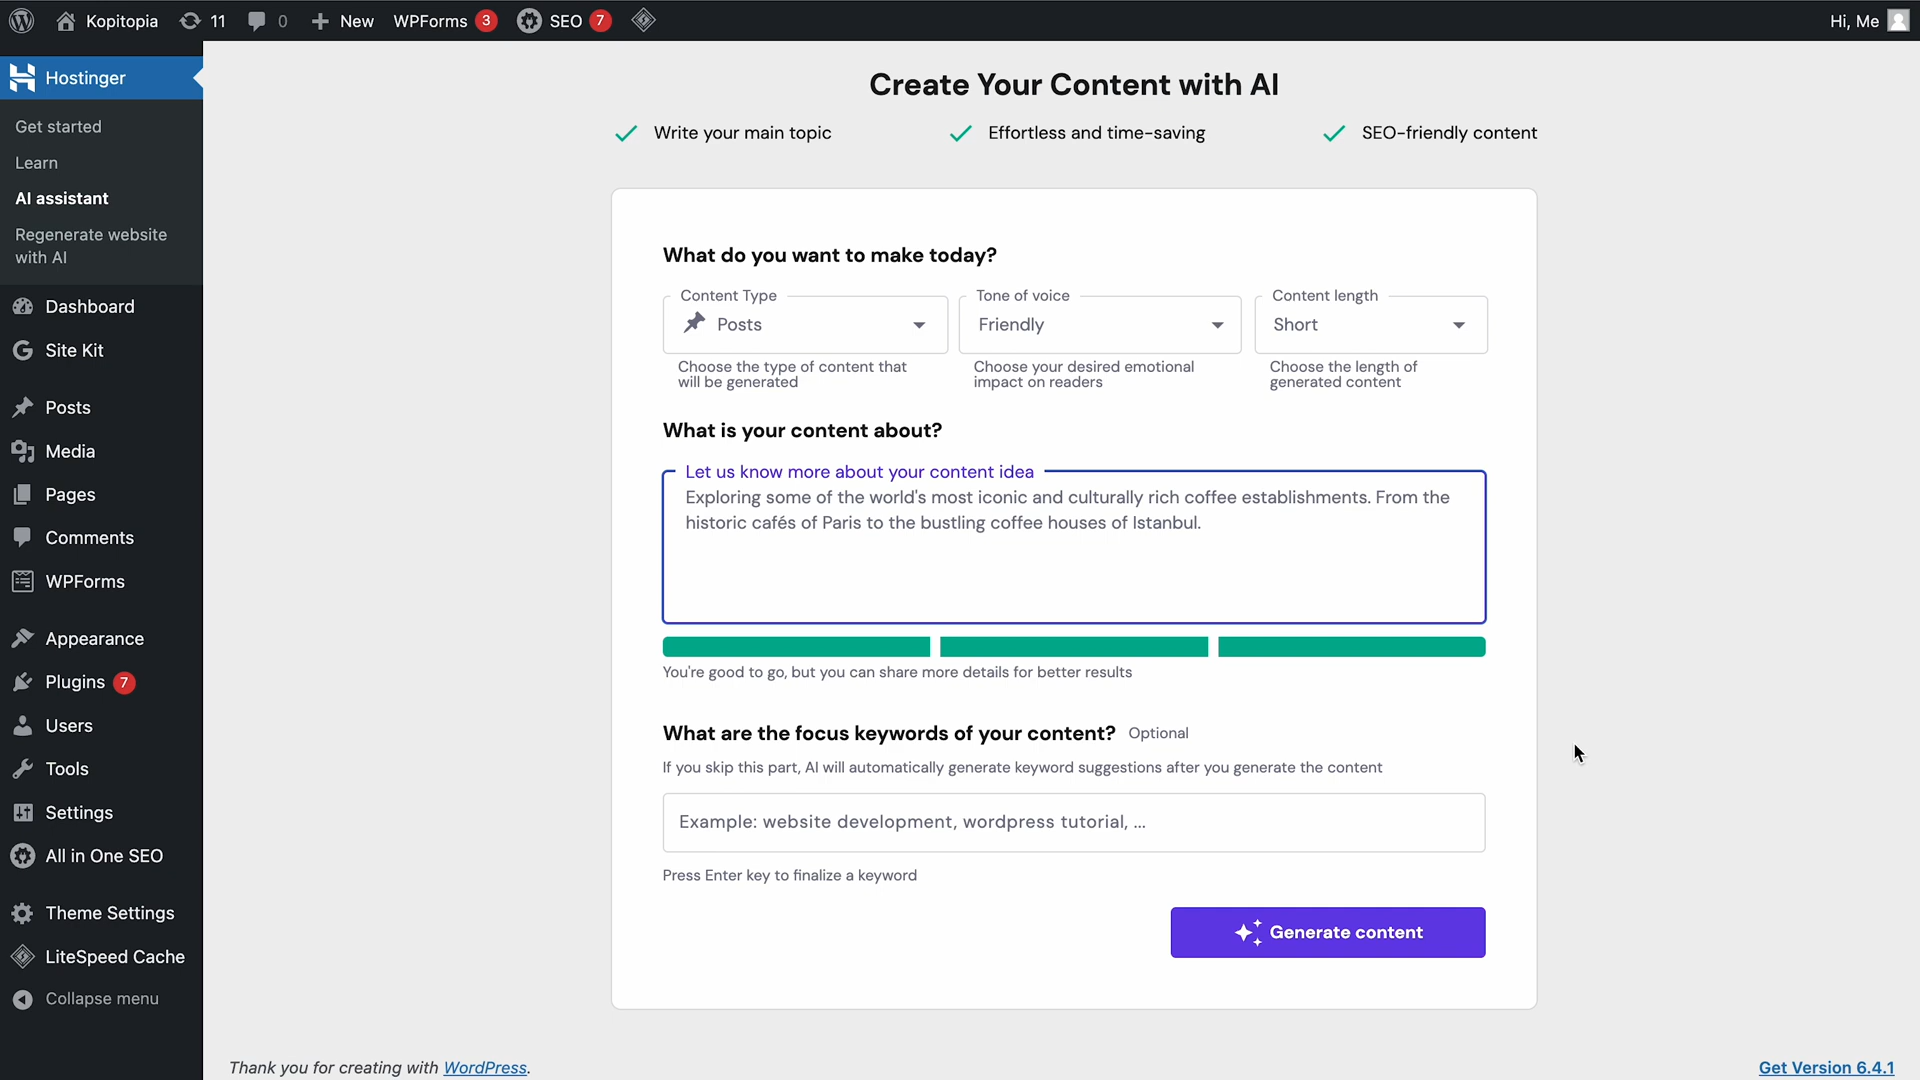 Kopitopia 11 0 New WPForms 3 SEO 7 Hi, Me
Hostinger
Get started
Learn
AI assistant
Regenerate website
with AI
Dashboard
Site Kit
Posts
Media
Pages
Comments
WPForms
Appearance
Plugins 7
Users
Tools
Settings
All in One SEO
Theme Settings
LiteSpeed Cache
Collapse menu
Create Your Content with AI
Write your main topic Effortless and time-saving SEO-friendly content
What do you want to make today?
Content Type Tone of voice Content length
Posts Friendly Short
Choose the type of content that
will be generated
Choose your desired emotional
impact on readers
Choose the length of
generated content
What is your content about?
Let us know more about your content idea
Exploring some of the world's most iconic and culturally rich coffee establishments. From the
historic cafés of Paris to the bustling coffee houses of Istanbul.
You're good to go, but you can share more details for better results
What are the focus keywords of your content? Optional
If you skip this part, AI will automatically generate keyword suggestions after you generate the content
Example: website development, wordpress tutorial, ...
Press Enter key to finalize a keyword
Generate content
Thank you for creating with WordPress. Get Version 6.4.1